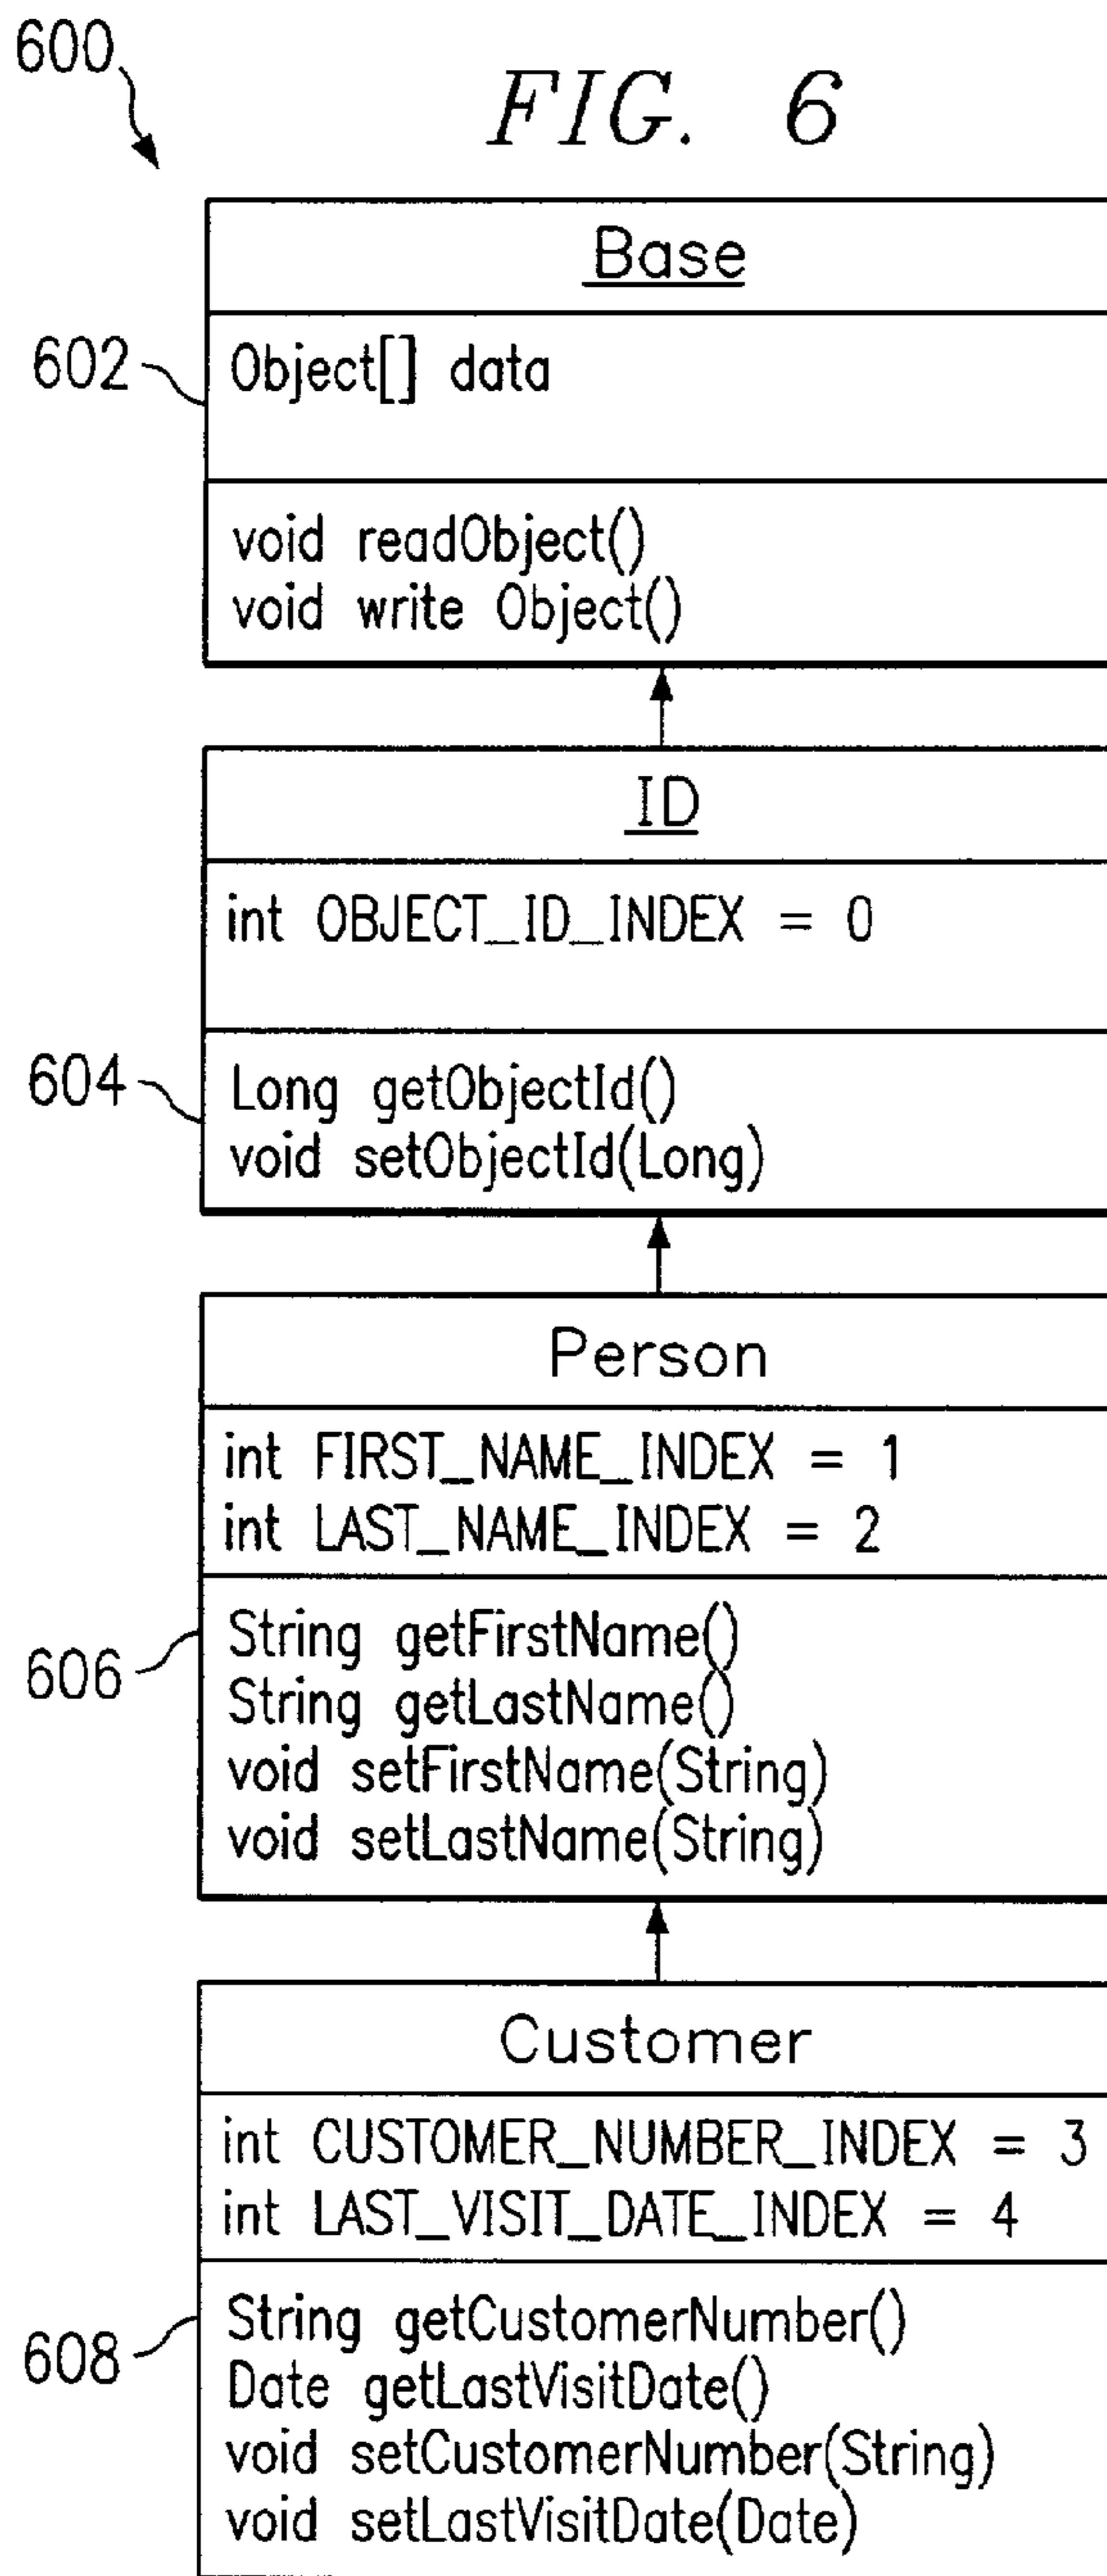 600
FIG. 6
Base
602
Object[] data
void readObject()
void write Object()
ID
int OBJECT_ID_INDEX = 0
604
Long getObjectId()
void setObjectId(Long)
Person
int FIRST_NAME_INDEX = 1
int LAST_NAME_INDEX = 2
606
String getFirstName()
String getLastName()
void setFirstName(String)
void setLastName(String)
Customer
int CUSTOMER_NUMBER_INDEX = 3
int LAST_VISIT_DATE_INDEX = 4
608
String getCustomerNumber()
Date getLastVisitDate()
void setCustomerNumber(String)
void setLastVisitDate(Date)